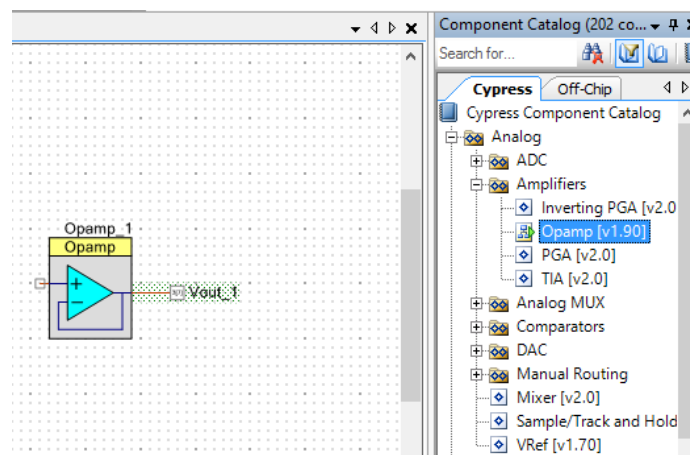 Component Catalog (202 co...
Search for...
Cypress
Off-Chip
Cypress Component Catalog
Analog
ADC
Amplifiers
Inverting PGA [v2.0
Opamp [v1.90]
PGA [v2.0]
TIA [v2.0]
Analog MUX
Comparators
DAC
Manual Routing
Mixer [v2.0]
Sample/Track and Hold
VRef [v1.70]
Opamp_1
Opamp
Vout_1